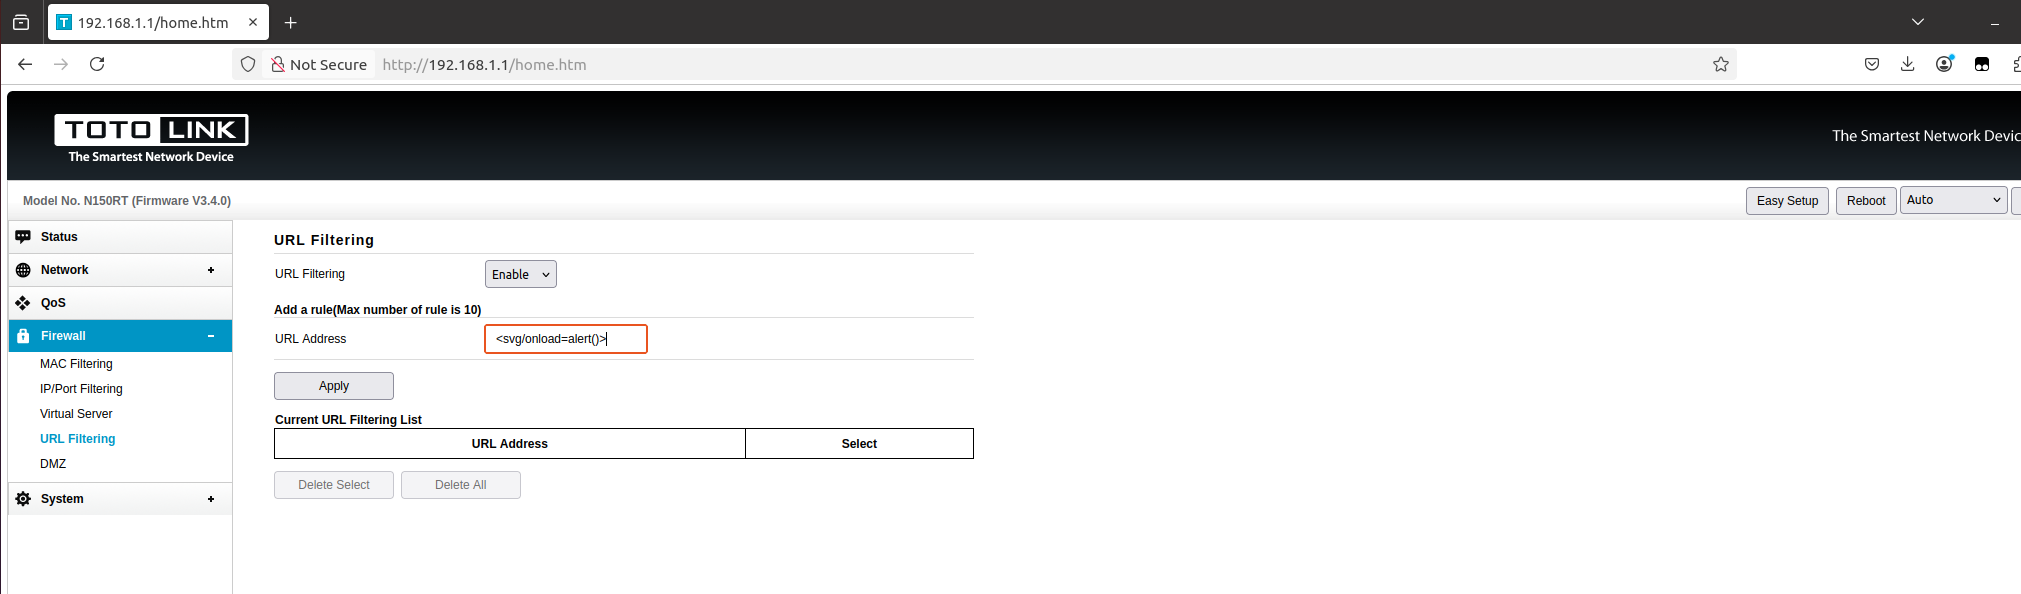 192.168.1.1/home.htm
Not Secure http://192.168.1.1/home.htm
TOTO LINK
The Smartest Network Device
The Smartest Network Devic
Model No. N150RT (Firmware V3.4.0)
Easy Setup Reboot Auto
Status
Network
QoS
Firewall
MAC Filtering
IP/Port Filtering
Virtual Server
URL Filtering
DMZ
System
URL Filtering
URL Filtering Enable
Add a rule(Max number of rule is 10)
URL Address <svg/onload=alert()>
Apply
Current URL Filtering List
URL Address Select
Delete Select Delete All